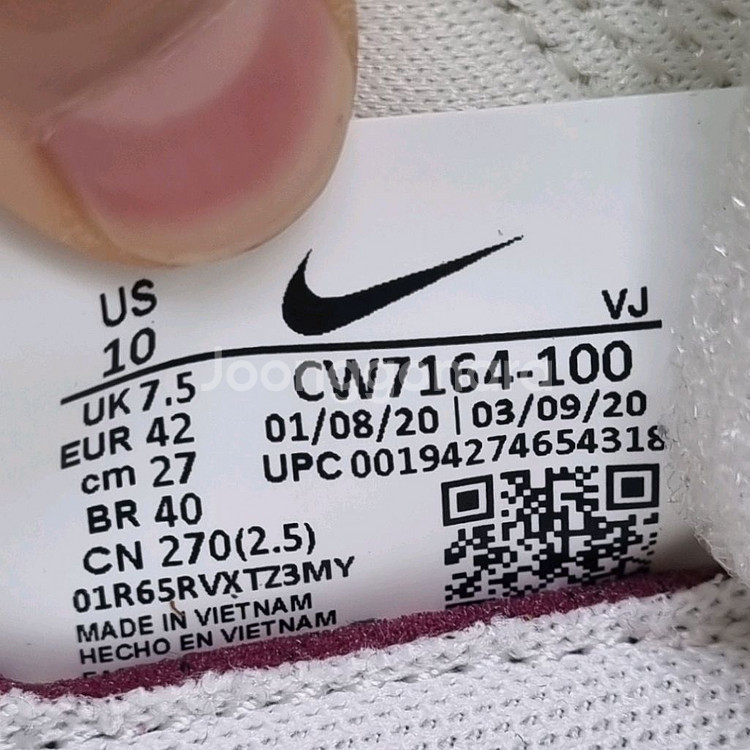 US
10
VJ
UK 7.5
EUR 42
cm 27
BR 40
CN 270(2.5)
01R65RVXTZ3MY
MADE IN VIETNAM
HECHO EN VIETNAM
CW7164-100
01/08/20 | 03/09/20
UPC 00194274654318